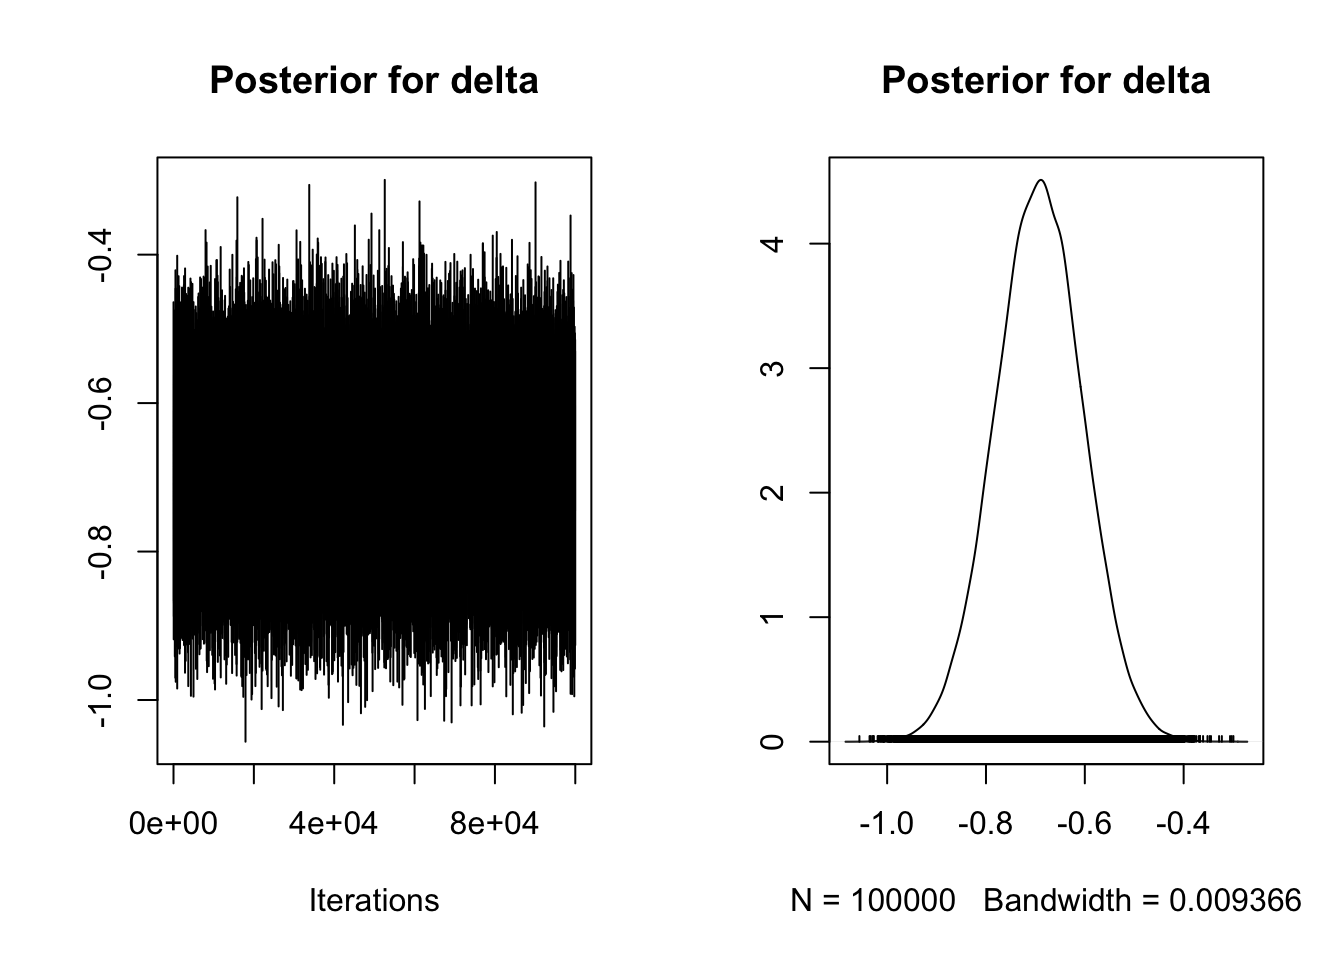 Posterior for delta
-0.4
-0.6
-0.8
-1.0
0e+00 4e+04 8e+04
Iterations
Posterior for delta
4
3
2
1
0
-1.0 -0.8 -0.6 -0.4
N = 100000 Bandwidth = 0.009366